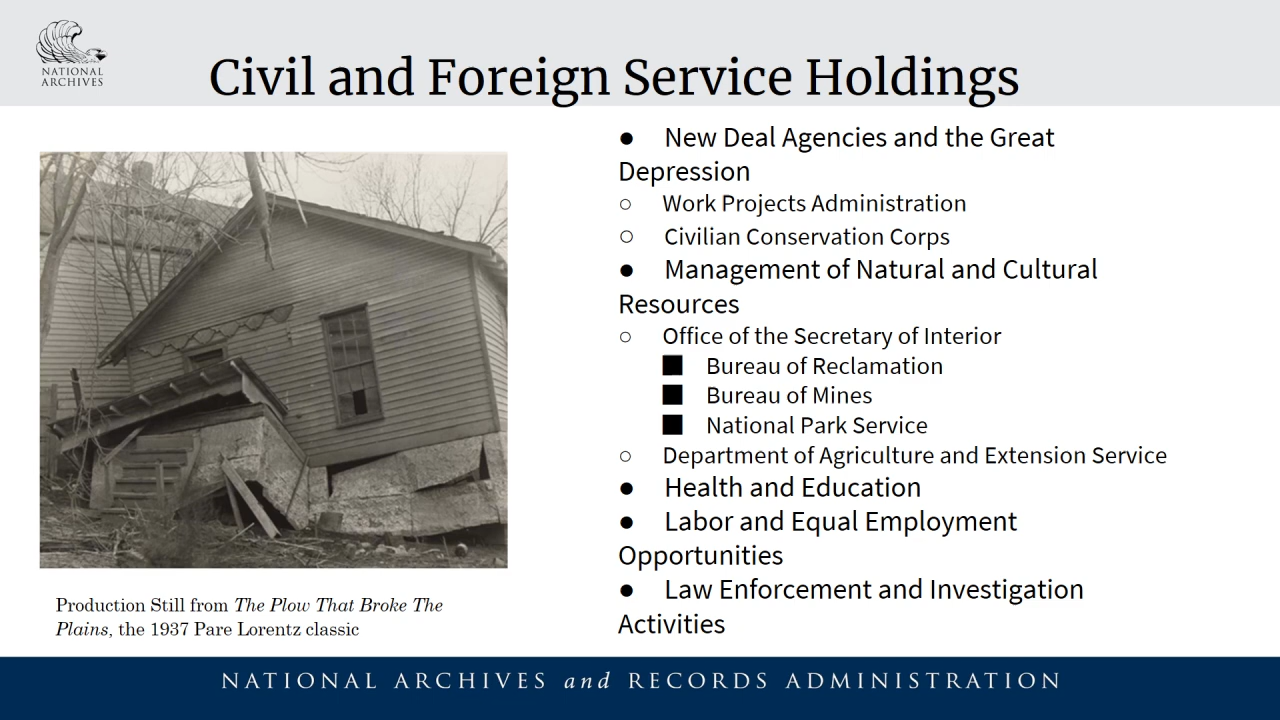 NATIONAL
ARCHIVES
Civil and Foreign Service Holdings
● New Deal Agencies and the Great
Depression
○ Work Projects Administration
○ Civilian Conservation Corps
● Management of Natural and Cultural
Resources
○ Office of the Secretary of Interior
■ Bureau of Reclamation
■ Bureau of Mines
■ National Park Service
○ Department of Agriculture and Extension Service
● Health and Education
● Labor and Equal Employment
Opportunities
● Law Enforcement and Investigation
Activities
Production Still from The Plow That Broke The
Plains, the 1937 Pare Lorentz classic
NATIONAL ARCHIVES and RECORDS ADMINISTRATION